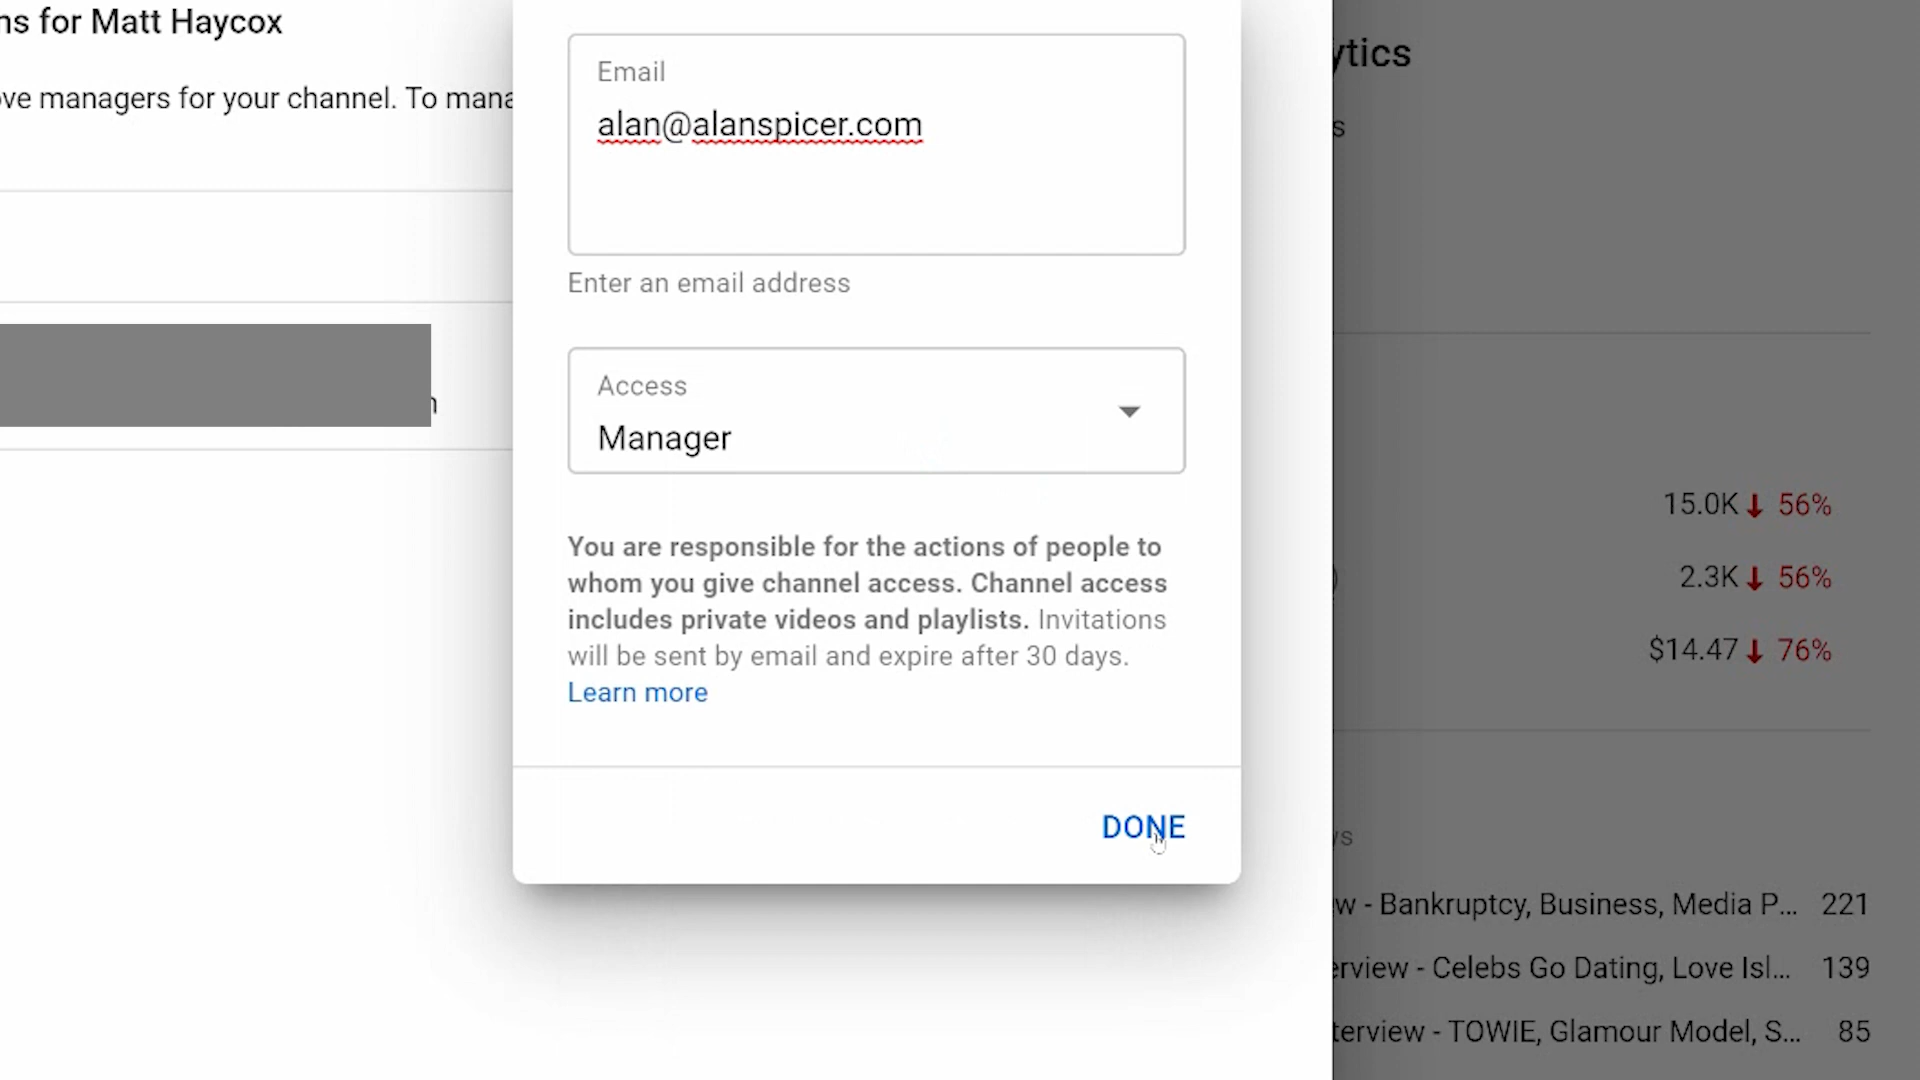 ns for Matt Haycox
ove managers for your channel. To mana
Email
alan@alanspicer.com
Enter an email address
Access
Manager
You are responsible for the actions of people to
whom you give channel access. Channel access
includes private videos and playlists. Invitations
will be sent by email and expire after 30 days.
Learn more
DONE
ytics
s
15.0K ↓ 56%
2.3K ↓ 56%
$14.47 ↓ 76%
ws
ew - Bankruptcy, Business, Media P... 221
erview - Celebs Go Dating, Love Isl... 139
terview - TOWIE, Glamour Model, S... 85